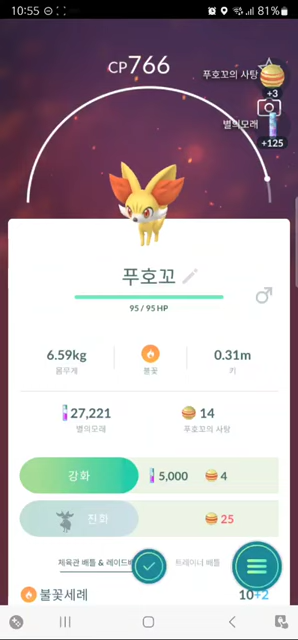 10:55
81%
CP766
푸호꼬의 사탕
+3
별의모래
+125
푸호꼬
95 / 95 HP
6.59kg
불꽃
0.31m
몸무게
키
27,221
14
별의모래
푸호꼬의 사탕
강화
5,000
4
진화
25
체육관 배틀 & 레이드배
트레이너 배틀
불꽃세례
10+2